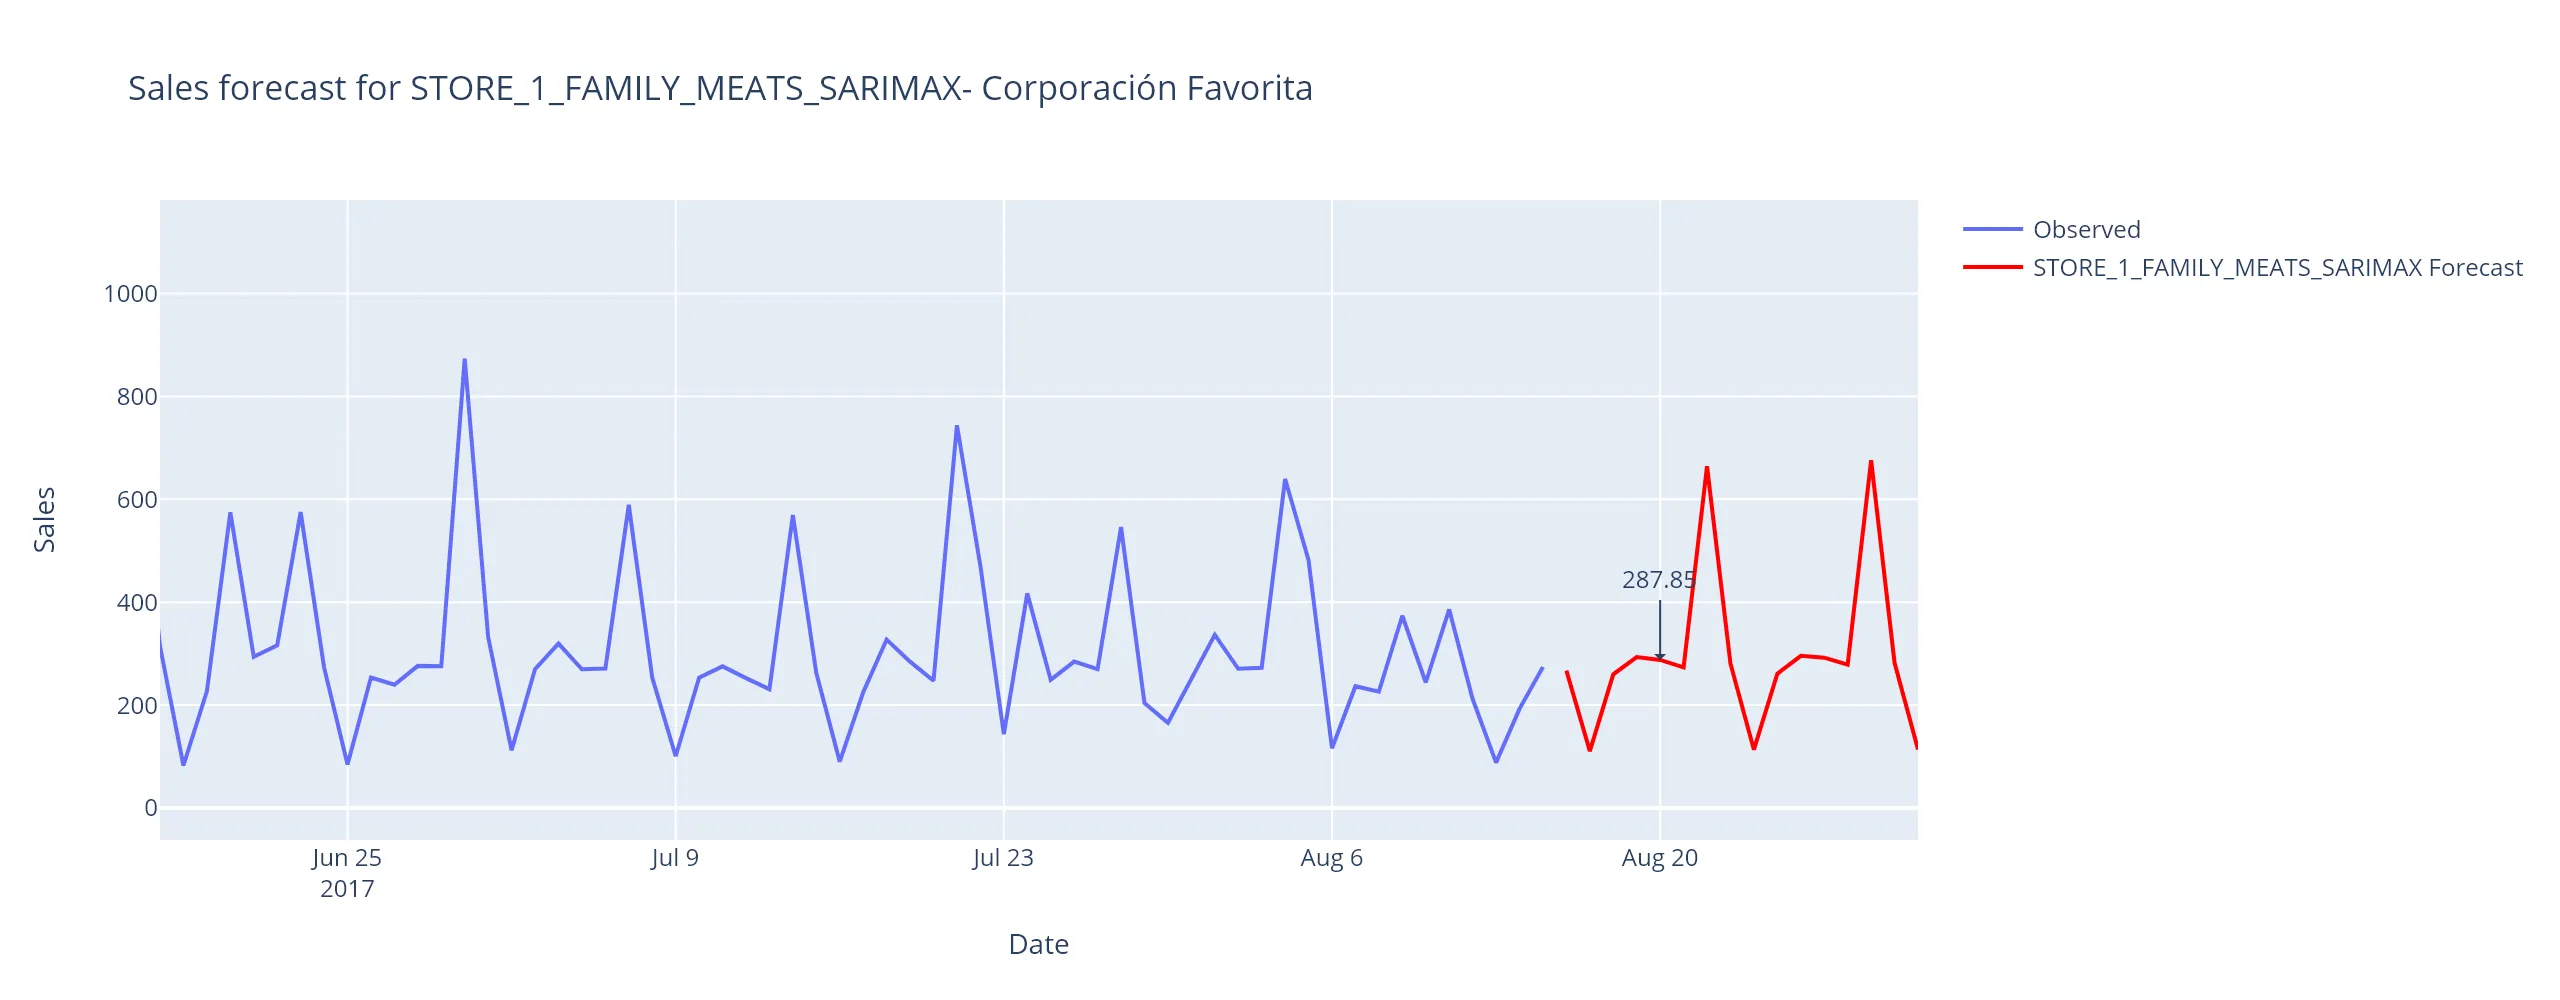 Sales forecast for STORE_1_FAMILY_MEATS_SARIMAX- Corporación Favorita
Observed
STORE_1_FAMILY_MEATS_SARIMAX Forecast
1000
800
600
400
200
0
Sales
287.85
Jun 25
2017
Jul 9
Jul 23
Aug 6
Aug 20
Date